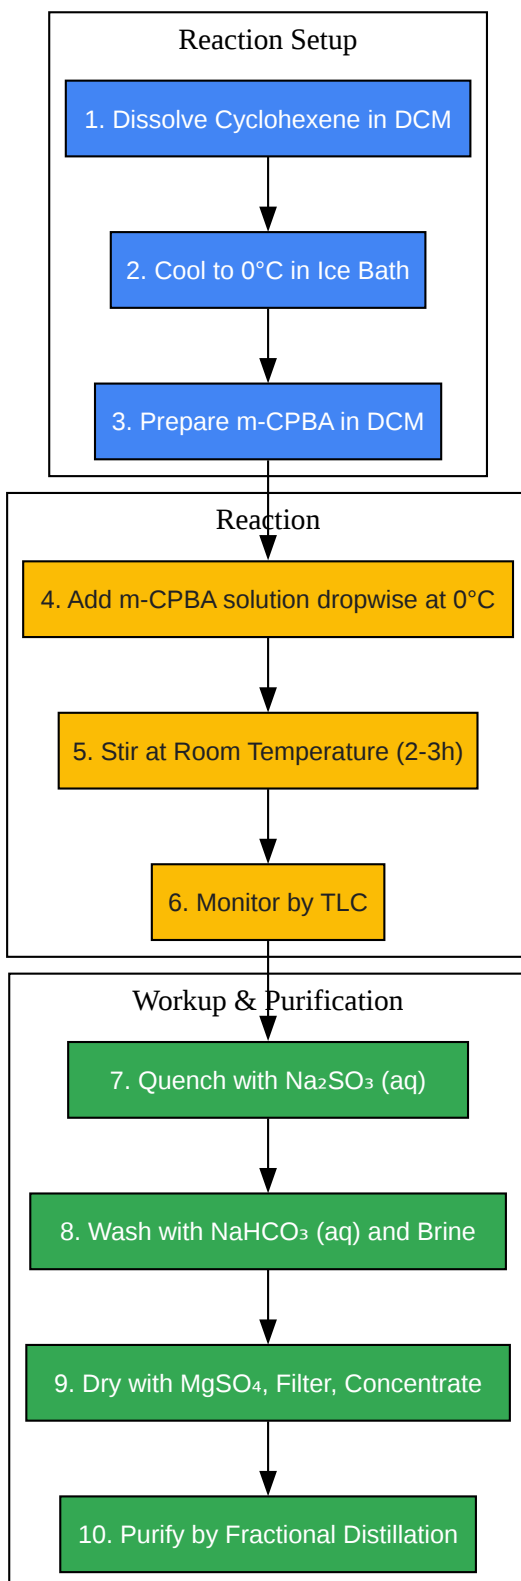 Reaction Setup
1. Dissolve Cyclohexene in DCM
2. Cool to 0°C in Ice Bath
3. Prepare m-CPBA in DCM
Reaction
4. Add m-CPBA solution dropwise at 0°C
5. Stir at Room Temperature (2-3h)
6. Monitor by TLC
Workup & Purification
7. Quench with Na₂SO₃ (aq)
8. Wash with NaHCO₃ (aq) and Brine
9. Dry with MgSO₄, Filter, Concentrate
10. Purify by Fractional Distillation